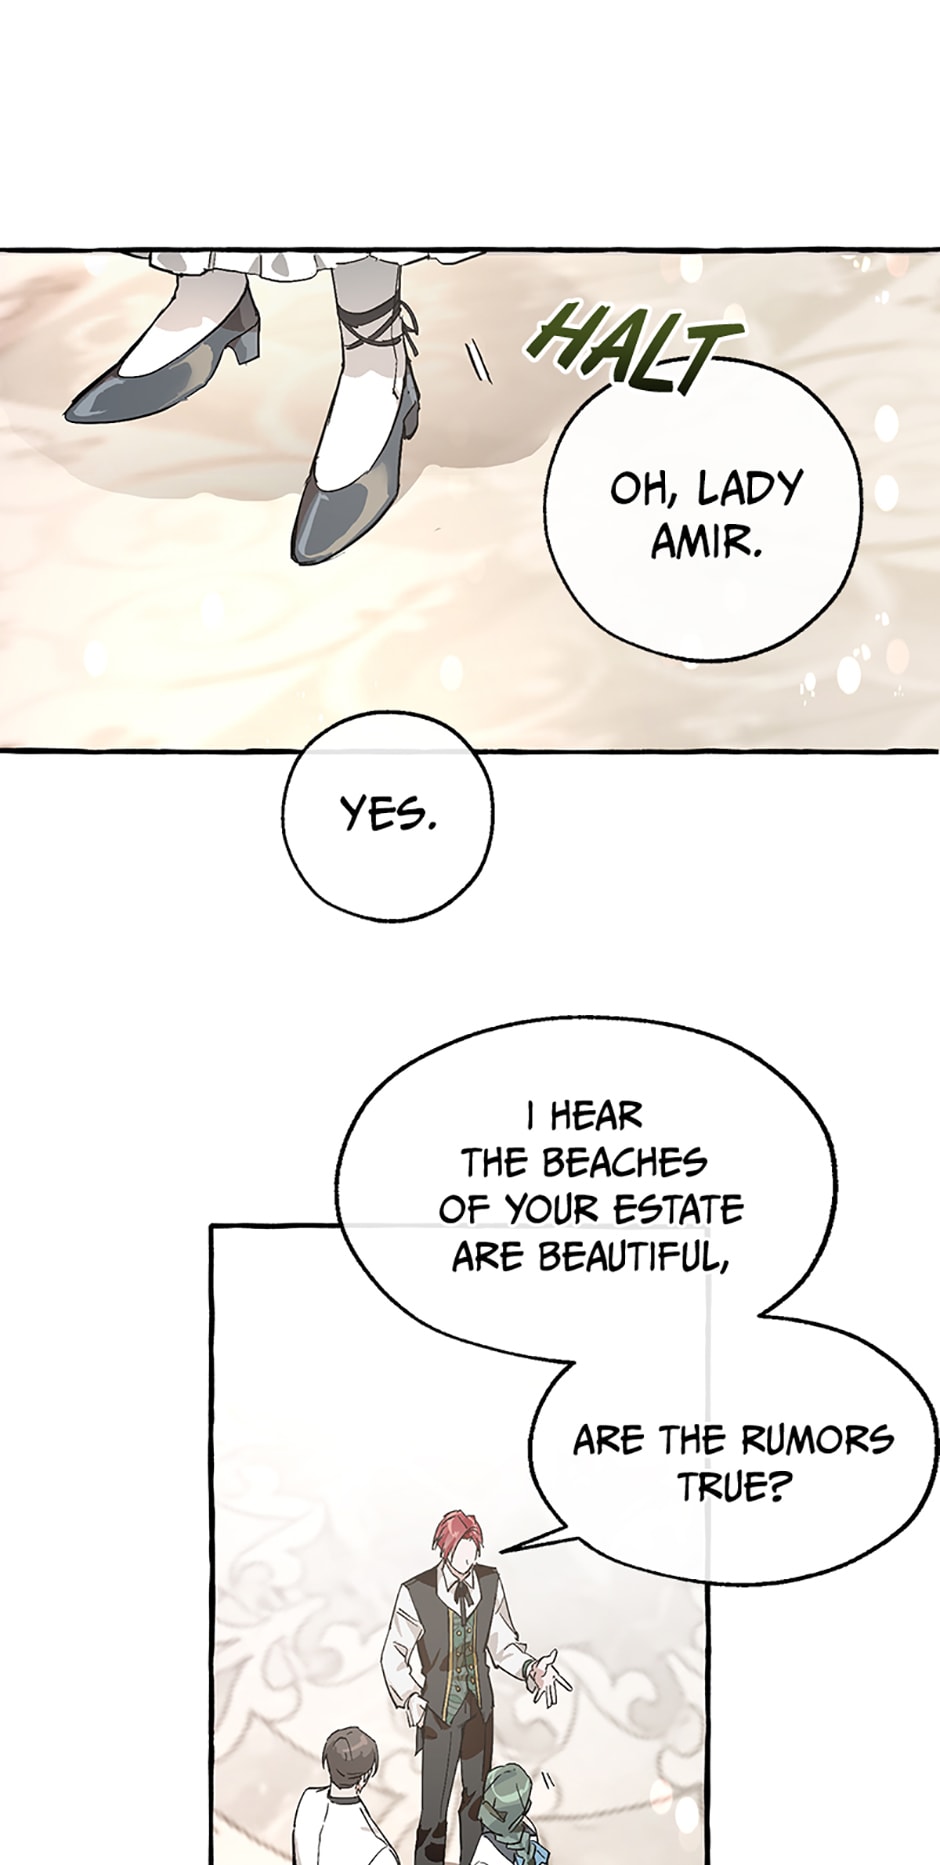 HALT
OH, LADY
AMIR.
YES.
I HEAR
THE BEACHES
OF YOUR ESTATE
ARE BEAUTIFUL,
ARE THE RUMORS
TRUE?